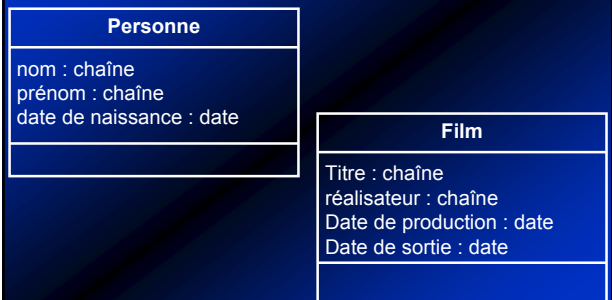 Personne
nom : chaîne
prénom : chaîne
date de naissance : date
Film
Titre : chaîne
réalisateur : chaîne
Date de production : date
Date de sortie : date